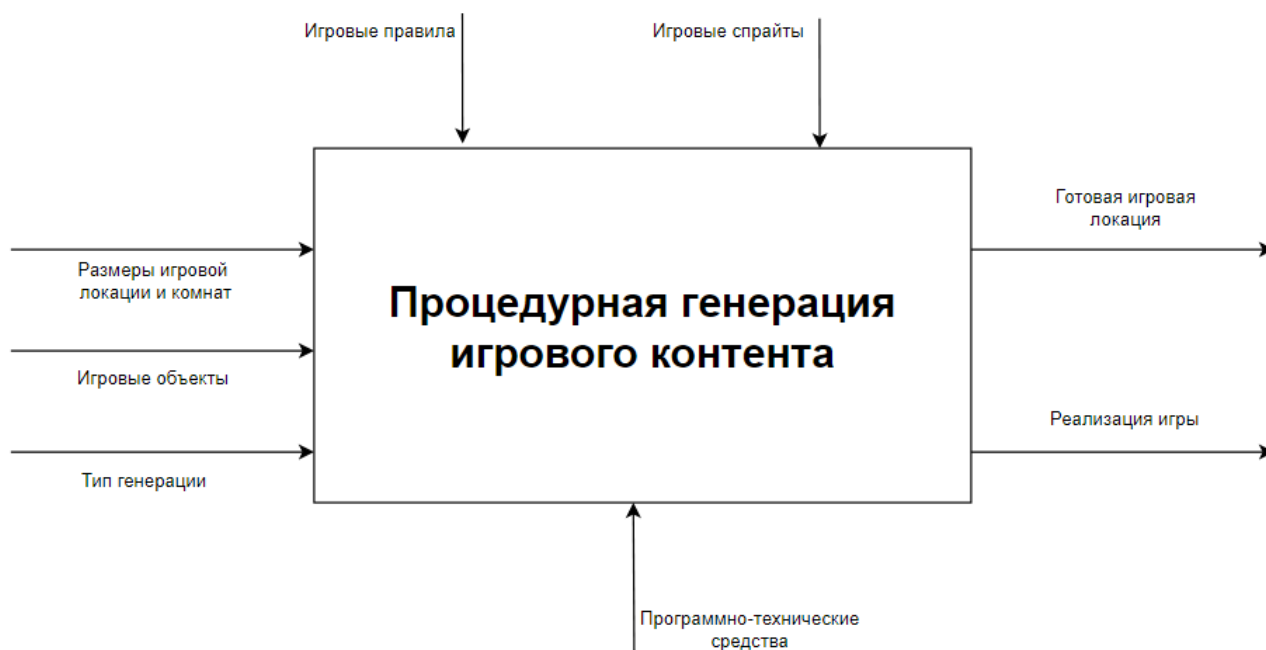 Игровые правила
Игровые спрайты
Готовая игровая
локация
Размеры игровой
локации и комнат
Процедурная генерация
игрового контента
Игровые объекты
Реализация игры
Тип генерации
Программно-технические
средства